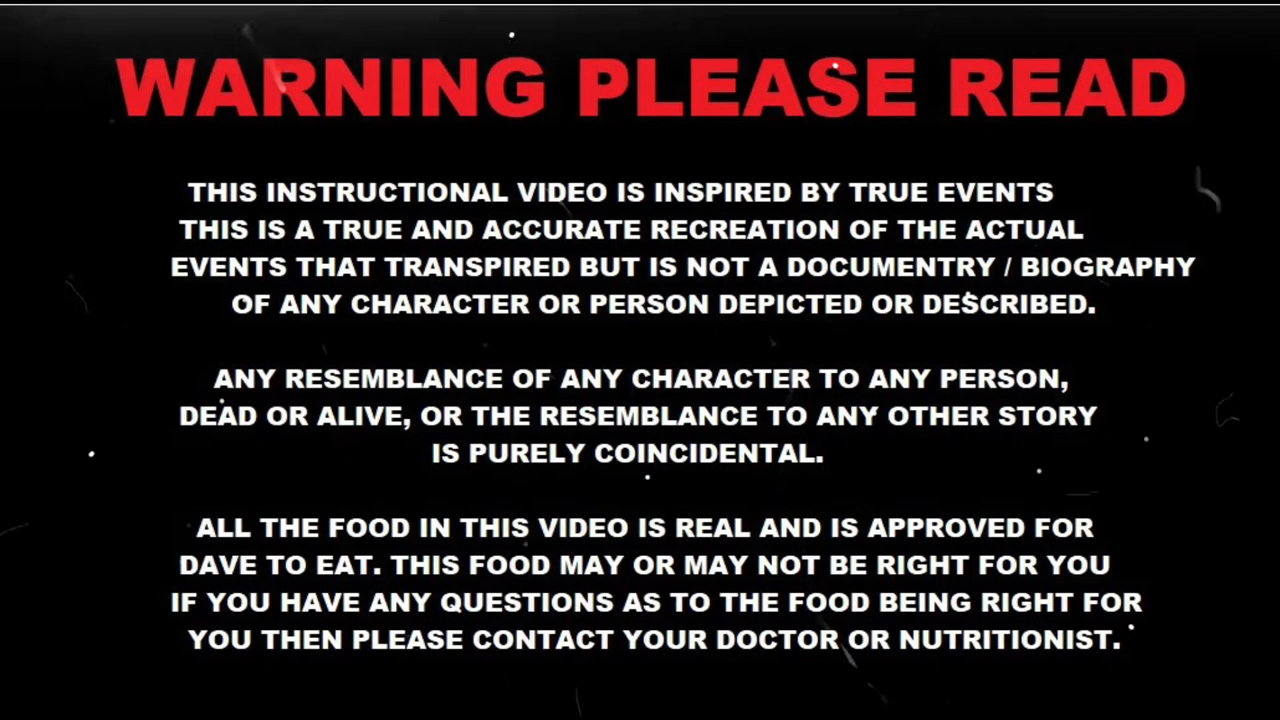 WARNING PLEASE READ
THIS INSTRUCTIONAL VIDEO IS INSPIRED BY TRUE EVENTS
THIS IS A TRUE AND ACCURATE RECREATION OF THE ACTUAL
EVENTS THAT TRANSPIRED BUT IS NOT A DOCUMENTRY / BIOGRAPHY
OF ANY CHARACTER OR PERSON DEPICTED OR DESCRIBED.
ANY RESEMBLANCE OF ANY CHARACTER TO ANY PERSON,
DEAD OR ALIVE, OR THE RESEMBLANCE TO ANY OTHER STORY
IS PURELY COINCIDENTAL.
ALL THE FOOD IN THIS VIDEO IS REAL AND IS APPROVED FOR
DAVE TO EAT. THIS FOOD MAY OR MAY NOT BE RIGHT FOR YOU
IF YOU HAVE ANY QUESTIONS AS TO THE FOOD BEING RIGHT FOR
YOU THEN PLEASE CONTACT YOUR DOCTOR OR NUTRITIONIST.